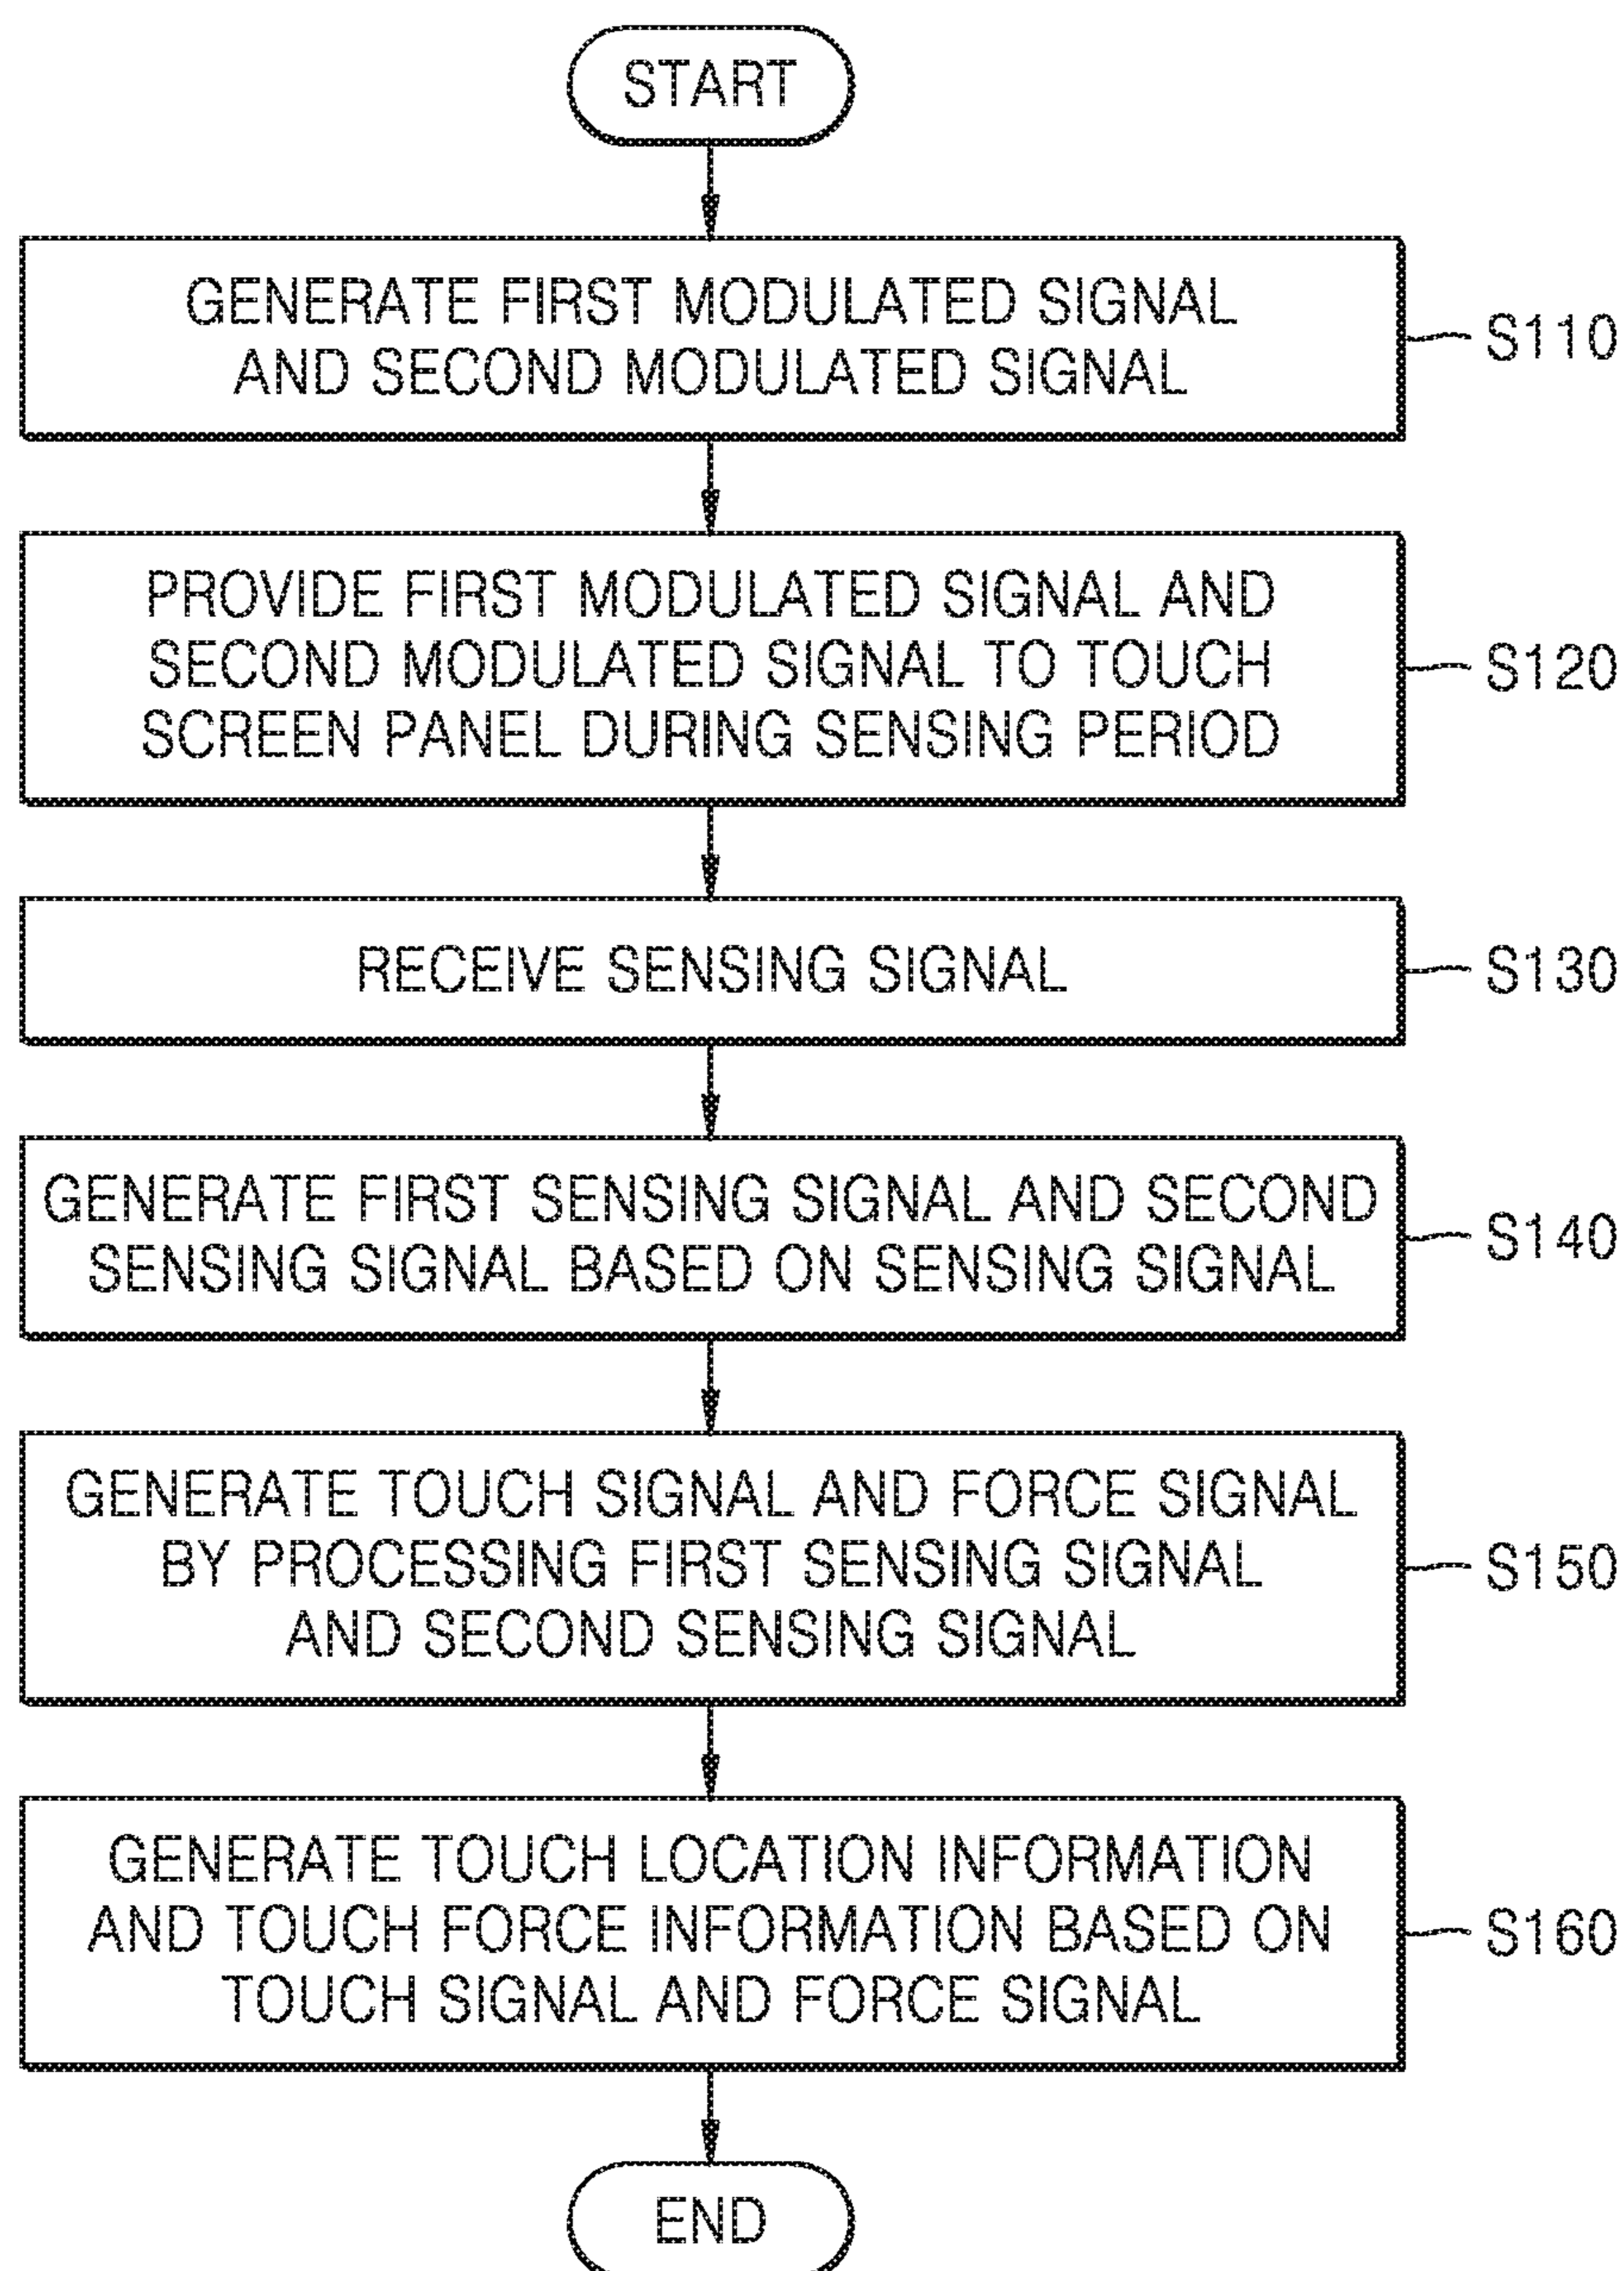 START
GENERATE FIRST MODULATED SIGNAL
AND SECOND MODULATED SIGNAL
S110
PROVIDE FIRST MODULATED SIGNAL AND
SECOND MODULATED SIGNAL TO TOUCH
SCREEN PANEL DURING SENSING PERIOD
S120
RECEIVE SENSING SIGNAL
S130
GENERATE FIRST SENSING SIGNAL AND SECOND
SENSING SIGNAL BASED ON SENSING SIGNAL
S140
GENERATE TOUCH SIGNAL AND FORCE SIGNAL
BY PROCESSING FIRST SENSING SIGNAL
AND SECOND SENSING SIGNAL
S150
GENERATE TOUCH LOCATION INFORMATION
AND TOUCH FORCE INFORMATION BASED ON
TOUCH SIGNAL AND FORCE SIGNAL
S160
END